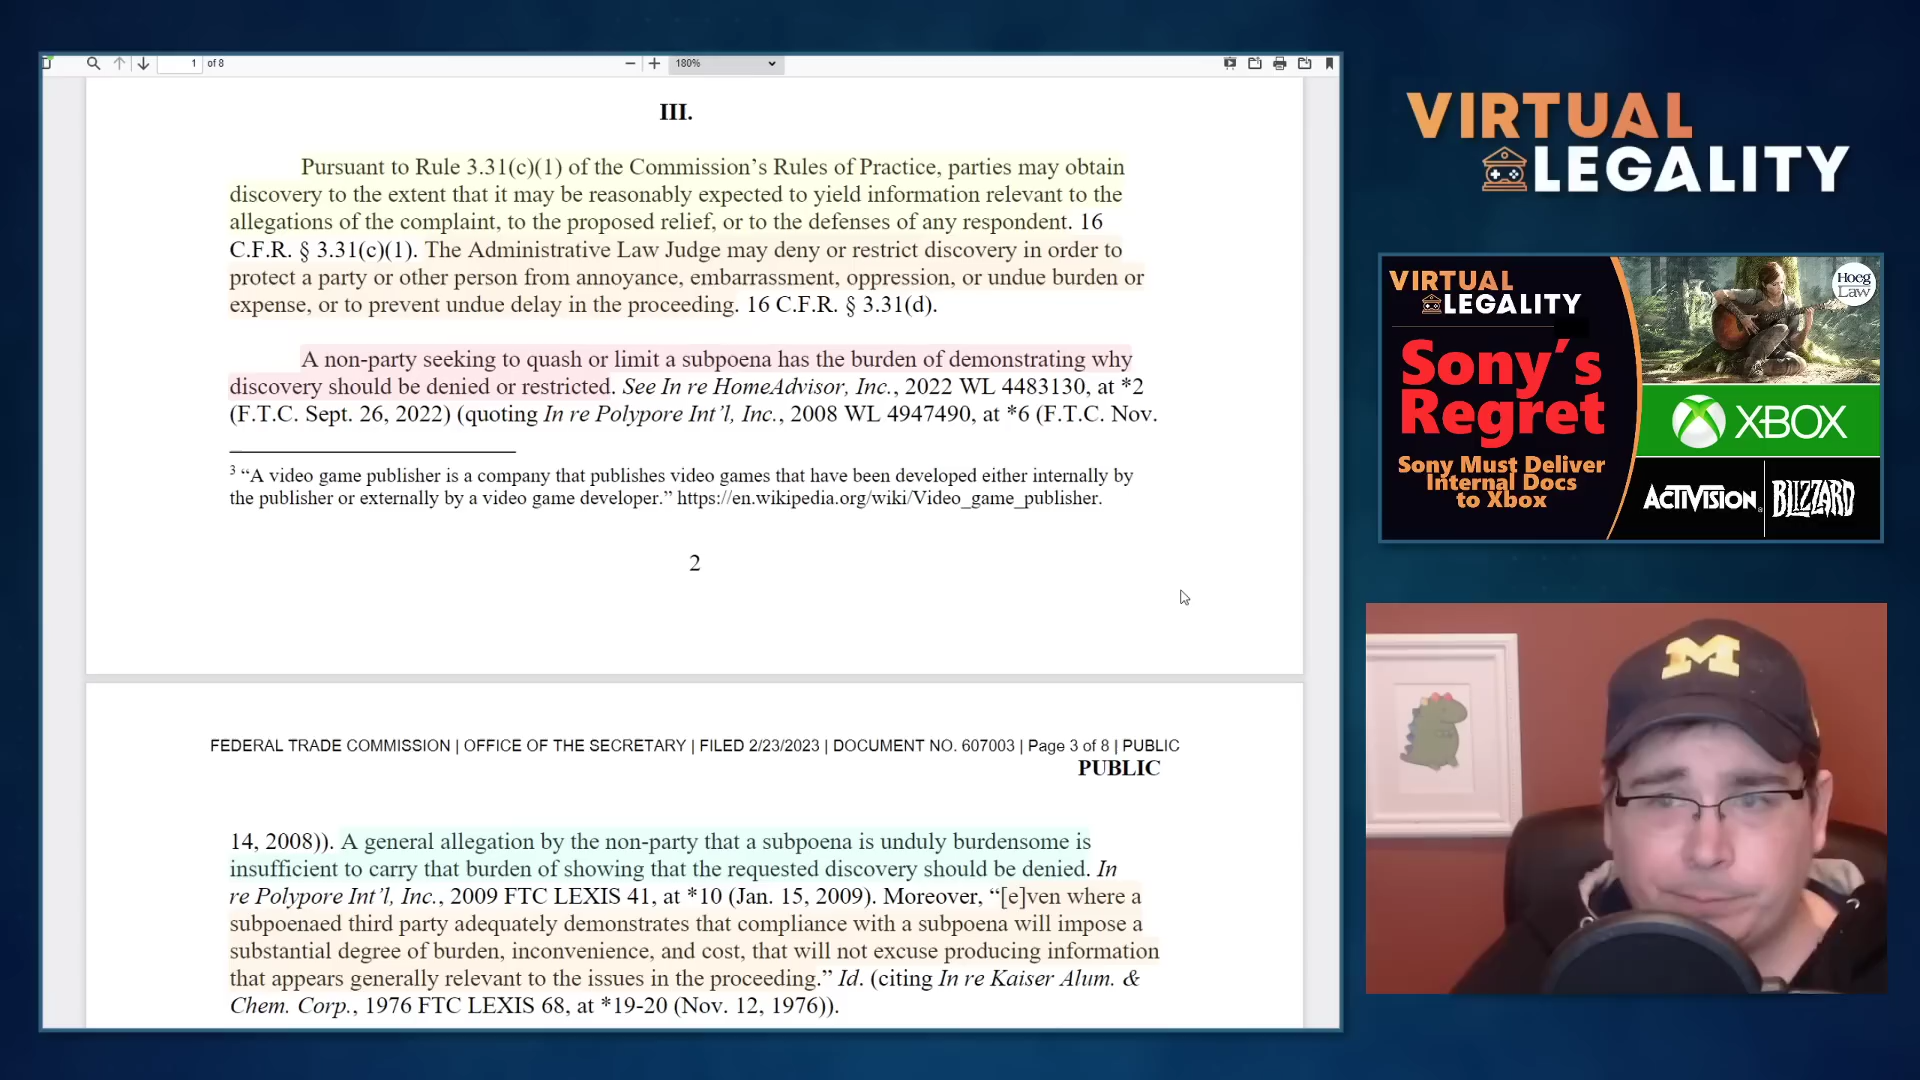 1 of 8
180%
III.
Pursuant to Rule 3.31(c)(1) of the Commission’s Rules of Practice, parties may obtain
discovery to the extent that it may be reasonably expected to yield information relevant to the
allegations of the complaint, to the proposed relief, or to the defenses of any respondent. 16
C.F.R. § 3.31(c)(1). The Administrative Law Judge may deny or restrict discovery in order to
protect a party or other person from annoyance, embarrassment, oppression, or undue burden or
expense, or to prevent undue delay in the proceeding. 16 C.F.R. § 3.31(d).
A non-party seeking to quash or limit a subpoena has the burden of demonstrating why
discovery should be denied or restricted. See In re HomeAdvisor, Inc., 2022 WL 4483130, at *2
(F.T.C. Sept. 26, 2022) (quoting In re Polypore Int’l, Inc., 2008 WL 4947490, at *6 (F.T.C. Nov.
3 “A video game publisher is a company that publishes video games that have been developed either internally by
the publisher or externally by a video game developer.” https://en.wikipedia.org/wiki/Video_game_publisher.
2
FEDERAL TRADE COMMISSION | OFFICE OF THE SECRETARY | FILED 2/23/2023 | DOCUMENT NO. 607003 | Page 3 of 8 | PUBLIC
PUBLIC
14, 2008)). A general allegation by the non-party that a subpoena is unduly burdensome is
insufficient to carry that burden of showing that the requested discovery should be denied. In
re Polypore Int’l, Inc., 2009 FTC LEXIS 41, at *10 (Jan. 15, 2009). Moreover, “[e]ven where a
subpoenaed third party adequately demonstrates that compliance with a subpoena will impose a
substantial degree of burden, inconvenience, and cost, that will not excuse producing information
that appears generally relevant to the issues in the proceeding.” Id. (citing In re Kaiser Alum. &
Chem. Corp., 1976 FTC LEXIS 68, at *19-20 (Nov. 12, 1976)).
VIRTUAL
LEGALITY
VIRTUAL
LEGALITY
Hoeg
Law
Sony’s
Regret
Sony Must Deliver
Internal Docs
to Xbox
XBOX
ACTIVISION
BLIZZARD
M